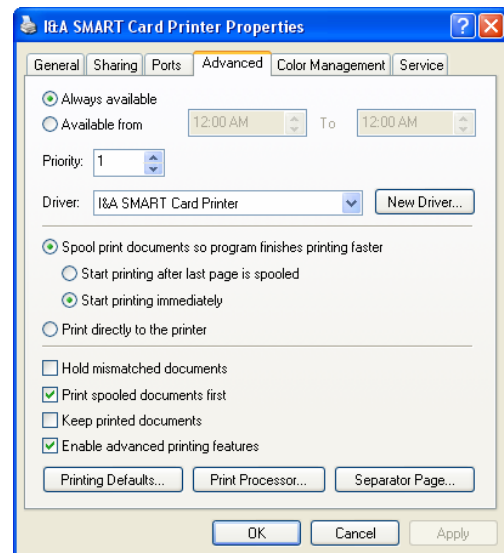 I&A SMART Card Printer Properties
General Sharing Ports Advanced Color Management Service
Always available
Available from 12:00 AM To 12:00 AM
Priority: 1
Driver: I&A SMART Card Printer New Driver...
Spool print documents so program finishes printing faster
Start printing after last page is spooled
Start printing immediately
Print directly to the printer
Hold mismatched documents
Print spooled documents first
Keep printed documents
Enable advanced printing features
Printing Defaults... Print Processor... Separator Page...
OK Cancel Apply